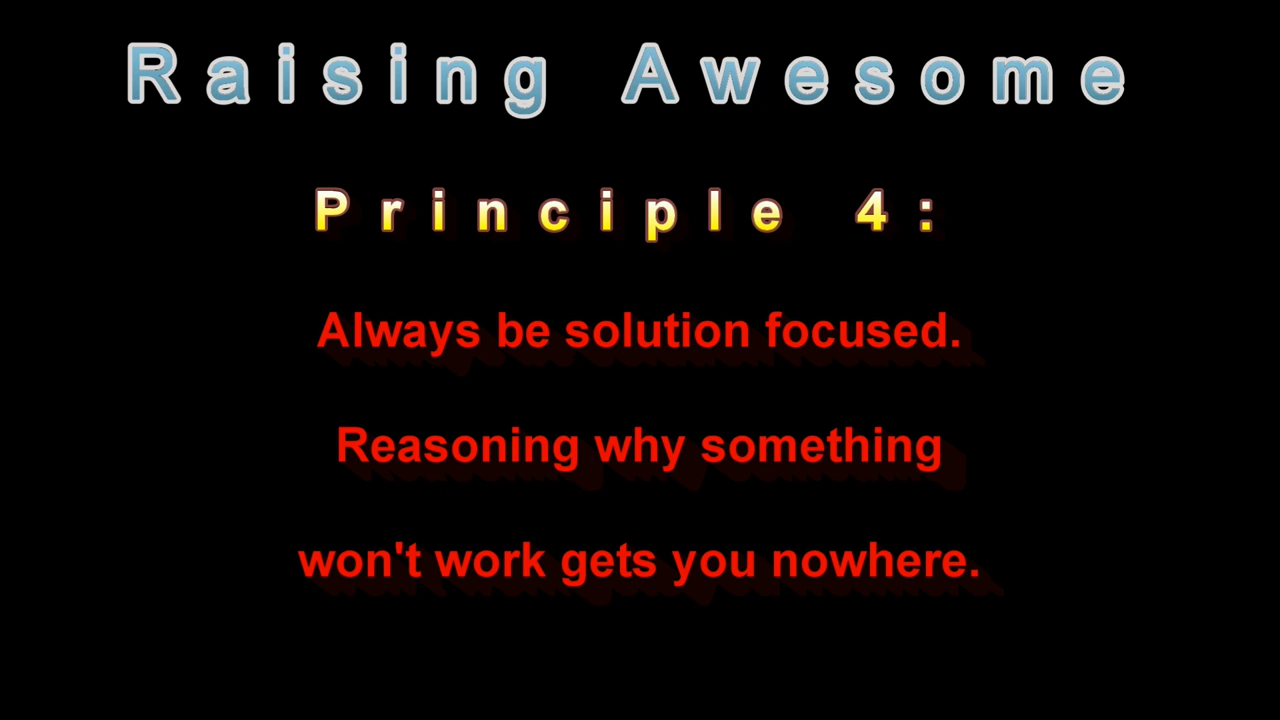 Raising Awesome
Principle 4:
Always be solution focused.
Reasoning why something
won't work gets you nowhere.